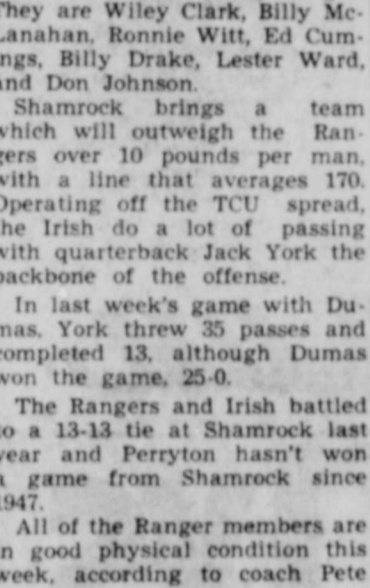 They are Wiley Clark, Billy Mc-
Lanahan, Ronnie Witt, Ed Cum-
ngs, Billy Drake, Lester Ward,
and Don Johnson.
Shamrock brings a team
which will outweigh the Ran-
gers over 10 pounds per man,
with a line that averages 170.
Operating off the TCU spread,
the Irish do a lot of passing
with quarterback Jack York the
backbone of the offense.
In last week's game with Du-
mas, York threw 35 passes and
completed 13, although Dumas
won the game, 25-0.
The Rangers and Irish battled
to a 13-13 tie at Shamrock last
year and Perryton hasn't won
a game from Shamrock since
1947.
All of the Ranger members are
in good physical condition this
week, according to coach Pete